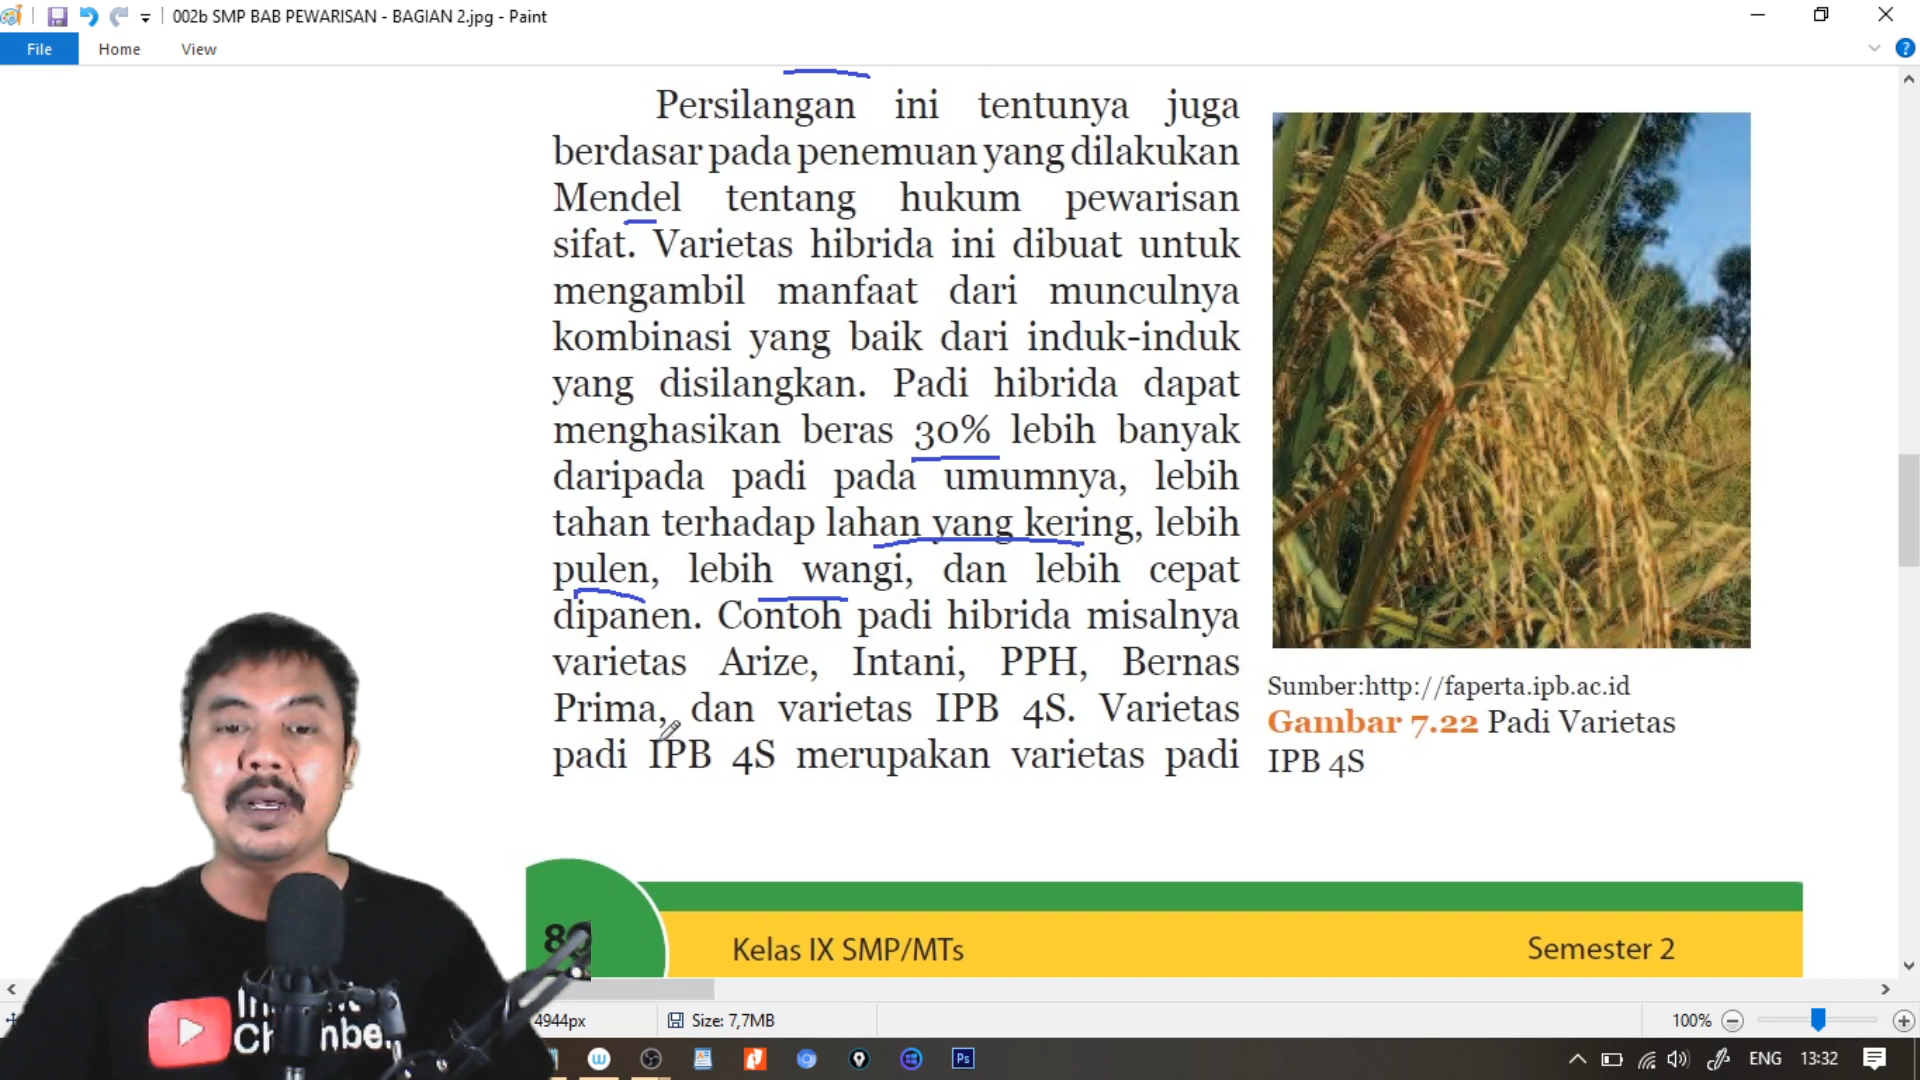 002b SMP BAB PEWARISAN - BAGIAN 2.jpg - Paint
File Home View
Persilangan ini tentunya juga
berdasar pada penemuan yang dilakukan
Mendel tentang hukum pewarisan
sifat. Varietas hibrida ini dibuat untuk
mengambil manfaat dari munculnya
kombinasi yang baik dari induk-induk
yang disilangkan. Padi hibrida dapat
menghasikan beras 30% lebih banyak
daripada padi pada umumnya, lebih
tahan terhadap lahan yang kering, lebih
pulen, lebih wangi, dan lebih cepat
dipanen. Contoh padi hibrida misalnya
varietas Arize, Intani, PPH, Bernas
Prima, dan varietas IPB 4S. Varietas
padi IPB 4S merupakan varietas padi
Sumber:http://faperta.ipb.ac.id
Gambar 7.22 Padi Varietas
IPB 4S
Kelas IX SMP/MTs
Semester 2
4944px
Size: 7,7MB
100%
Ps
ENG
13:32